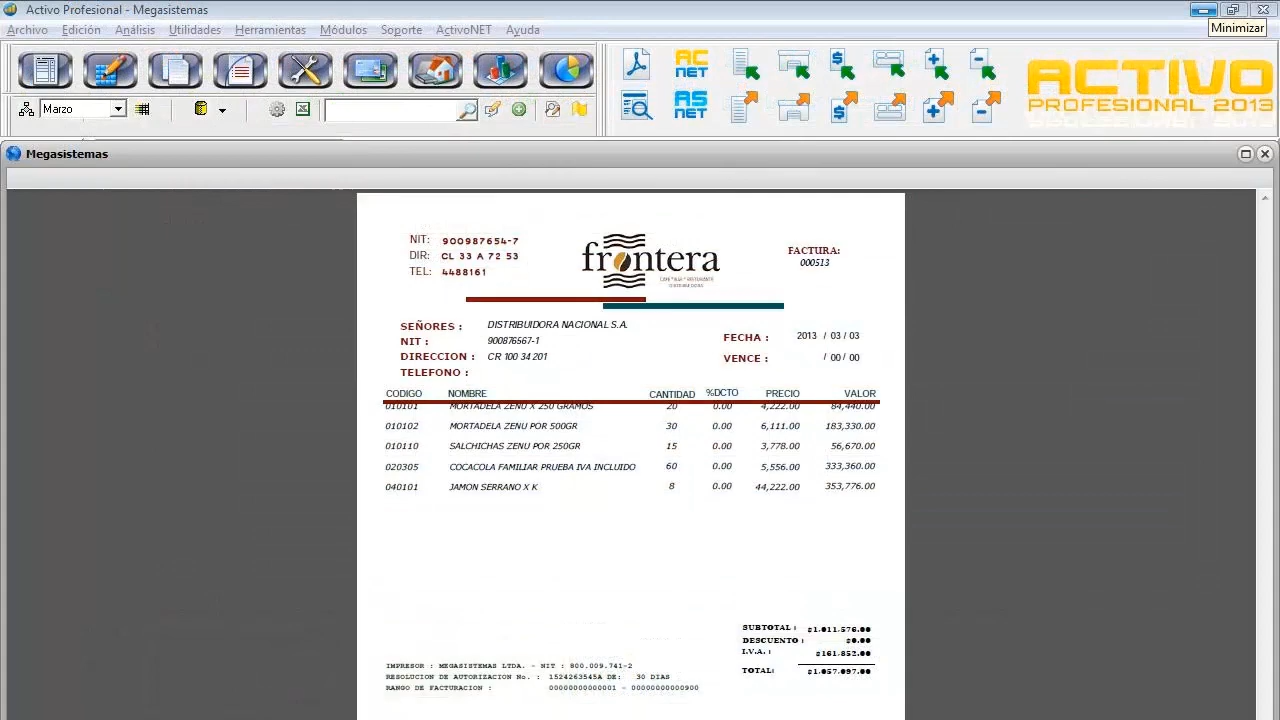 Activo Profesional - Megasistemas
Minimizar
Archivo Edición Análisis Utilidades Herramientas Módulos Soporte ActivoNET Ayuda
AC NET
AS NET
ACTIVO
PROFESIONAL 2013
Marzo
Megasistemas
NIT: 900987654-7
DIR: CL 33 A 72 53
TEL: 4488161
frontera
FACTURA:
000513
SEÑORES : DISTRIBUIDORA NACIONAL S.A.
NIT : 900876567-1
DIRECCION : CR 100 34 201
TELEFONO :
FECHA : 2013 / 03 / 03
VENCE : / 00 / 00
CODIGO NOMBRE CANTIDAD %DCTO PRECIO VALOR
010101 MORTADELA ZENU X 250 GRAMOS 20 0.00 4,222.00 84,440.00
010102 MORTADELA ZENU POR 500GR 30 0.00 6,111.00 183,330.00
010110 SALCHICHAS ZENU POR 250GR 15 0.00 3,778.00 56,670.00
020305 COCACOLA FAMILIAR PRUEBA IVA INCLUIDO 60 0.00 5,556.00 333,360.00
040101 JAMON SERRANO X K 8 0.00 44,222.00 353,776.00
SUBTOTAL : $1.011.576.00
DESCUENTO : $0.00
I.V.A. : $161.852.00
TOTAL: $1.057.097.00
IMPRESOR : MEGASISTEMAS LTDA. - NIT : 800.009.741-2
RESOLUCION DE AUTORIZACION No. : 1524263545A DE: 30 DIAS
RANGO DE FACTURACION : 00000000000001 - 00000000000900